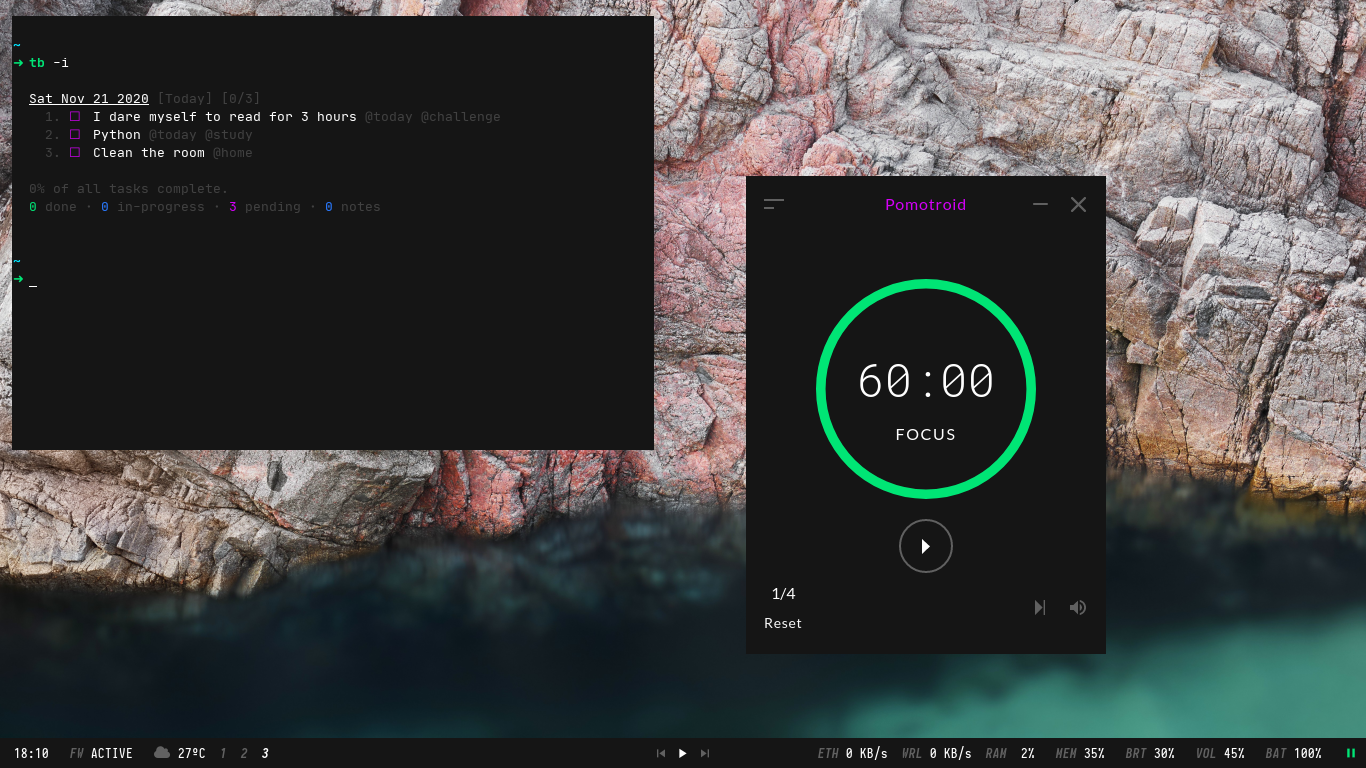 ~
➜ tb -i
Sat Nov 21 2020 [Today] [0/3]
1. □ I dare myself to read for 3 hours @today @challenge
2. □ Python @today @study
3. □ Clean the room @home
0% of all tasks complete.
0 done · 0 in-progress · 3 pending · 0 notes
~
➜ _
Pomotroid
60:00
FOCUS
1/4
Reset
18:10 FW ACTIVE 27ºC 1 2 3 ETH 0 KB/s WRL 0 KB/s RAM 2% MEM 35% BRT 30% VOL 45% BAT 100%